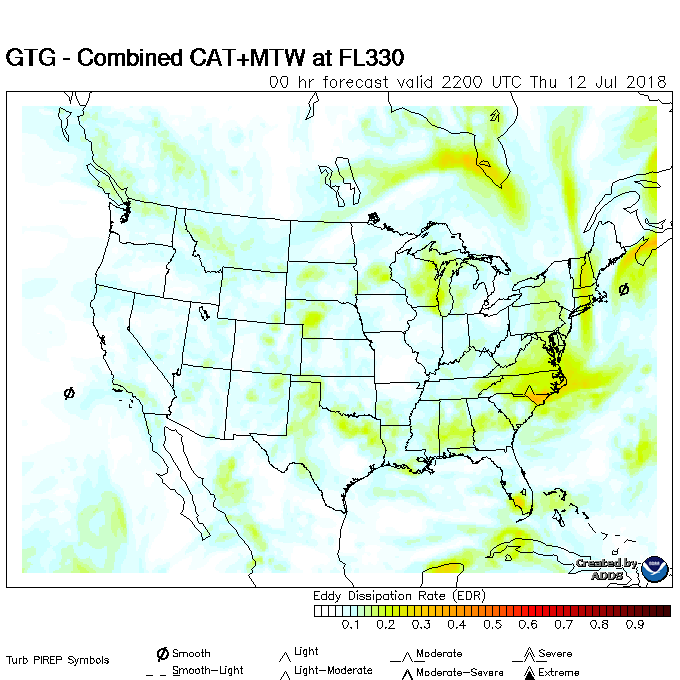 GTG - Combined CAT+MTW at FL330
00 hr forecast valid 2200 UTC Thu 12 Jul 2018
Created by
ADDS
Eddy Dissipation Rate (EDR)
0.1 0.2 0.3 0.4 0.5 0.6 0.7 0.8 0.9
Turb PIREP Symbols
Smooth Light Moderate Severe
Smooth-Light Light-Moderate Moderate-Severe Extreme